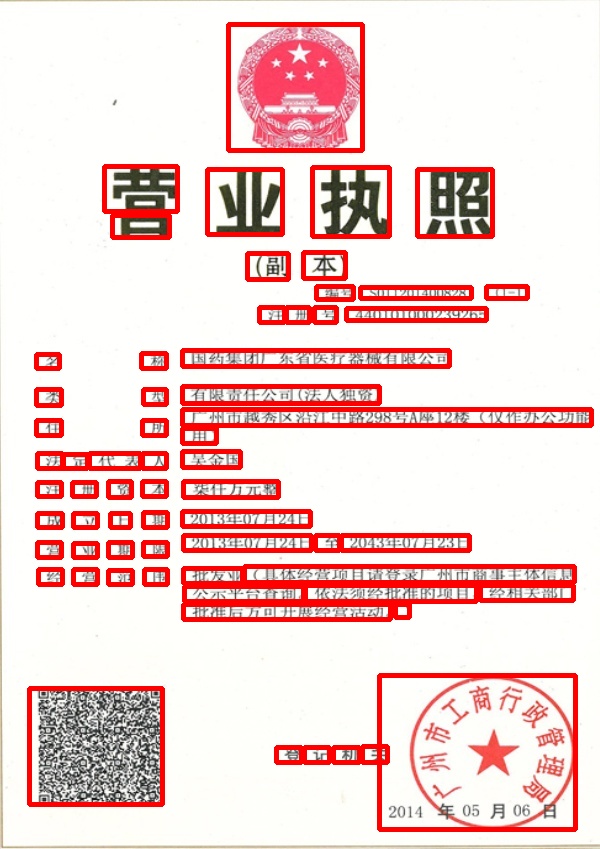 营业执照
(副 本)
编号 S0112014008281 (1-1)
注册号 440101000239265
名称 国药集团广东省医疗器械有限公司
类型 有限责任公司(法人独资)
住所 广州市越秀区沿江中路298号A座12楼（仅作办公功能
用）
法定代表人 吴金国
注册资本 柒仟万元整
成立日期 2013年07月24日
营业期限 2013年07月24日 至 2043年07月23日
经营范围 批发业（具体经营项目请登录广州市商事主体信息
公示平台查询。依法须经批准的项目，经相关部门
批准后方可开展经营活动。）
登记机关
广州市工商行政管理局
2014 年 05 月 06 日